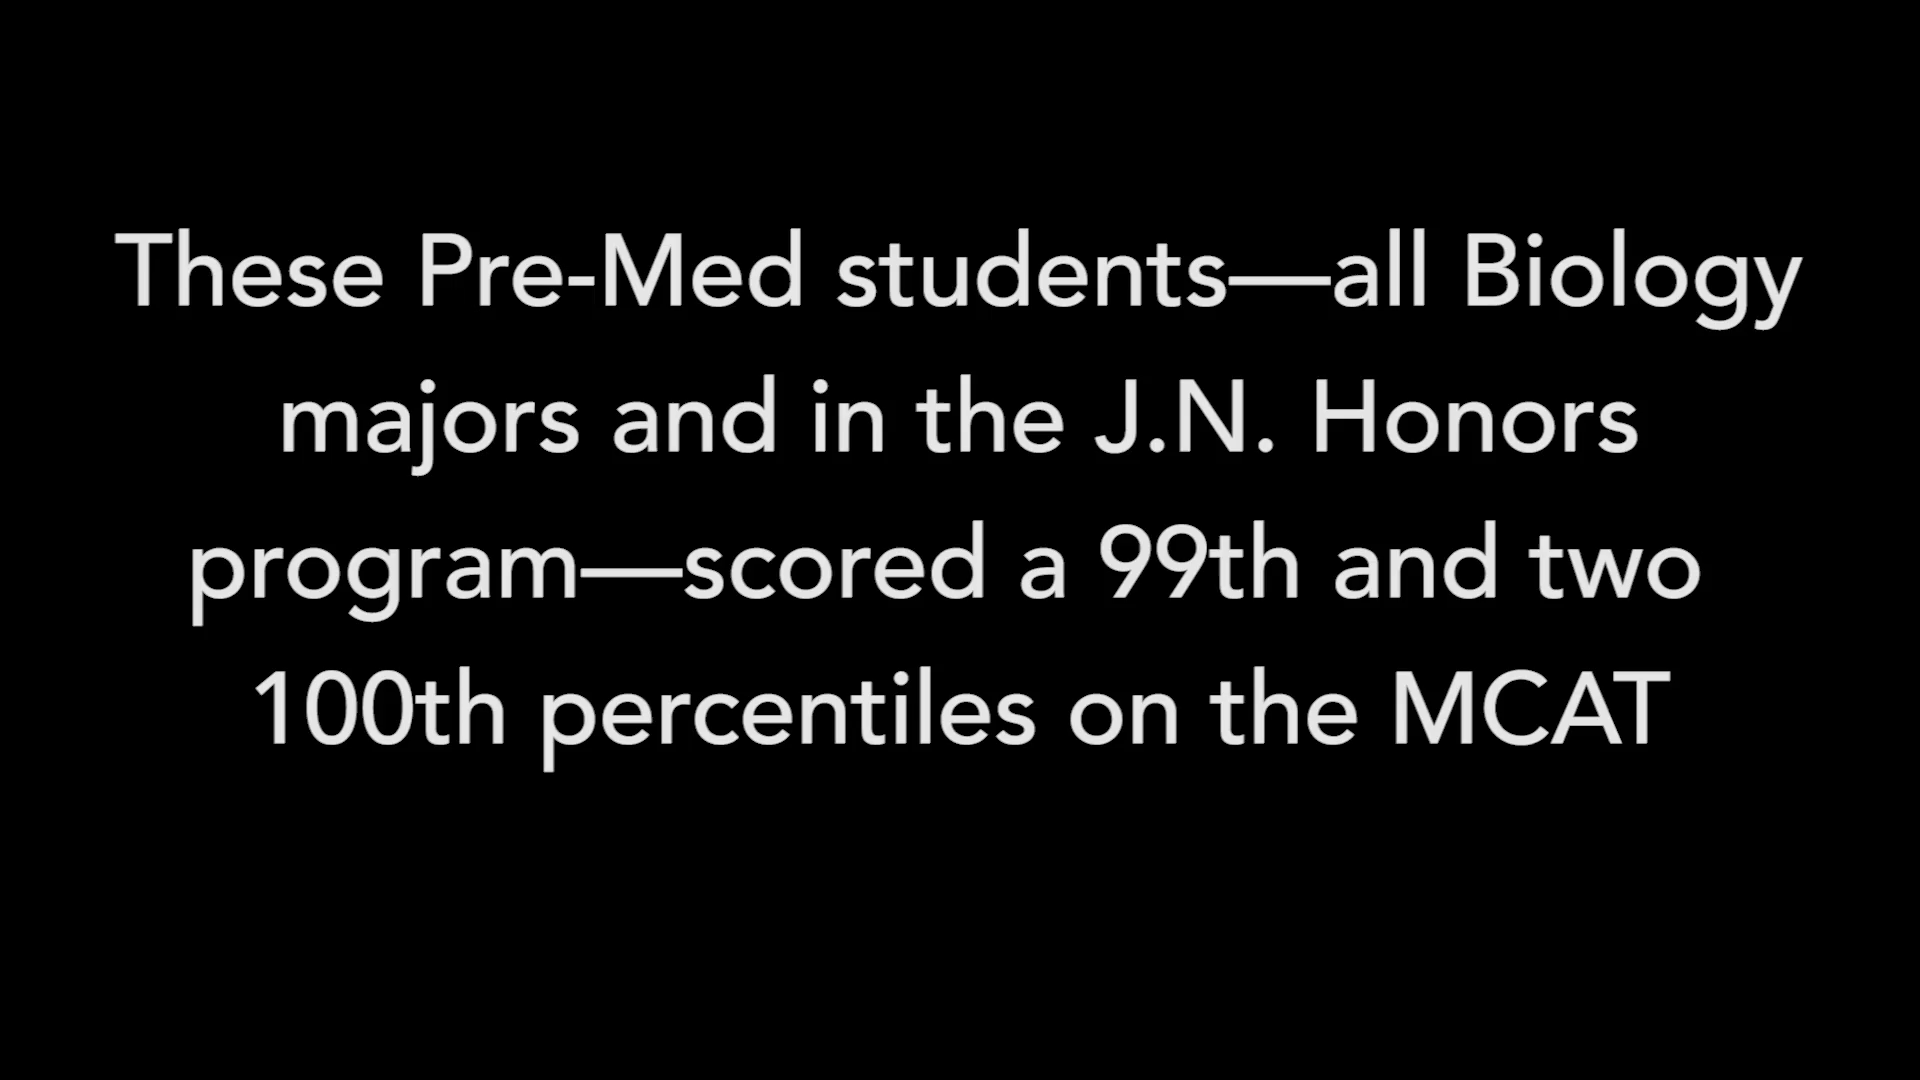 These Pre-Med students—all Biology
majors and in the J.N. Honors
program—scored a 99th and two
100th percentiles on the MCAT